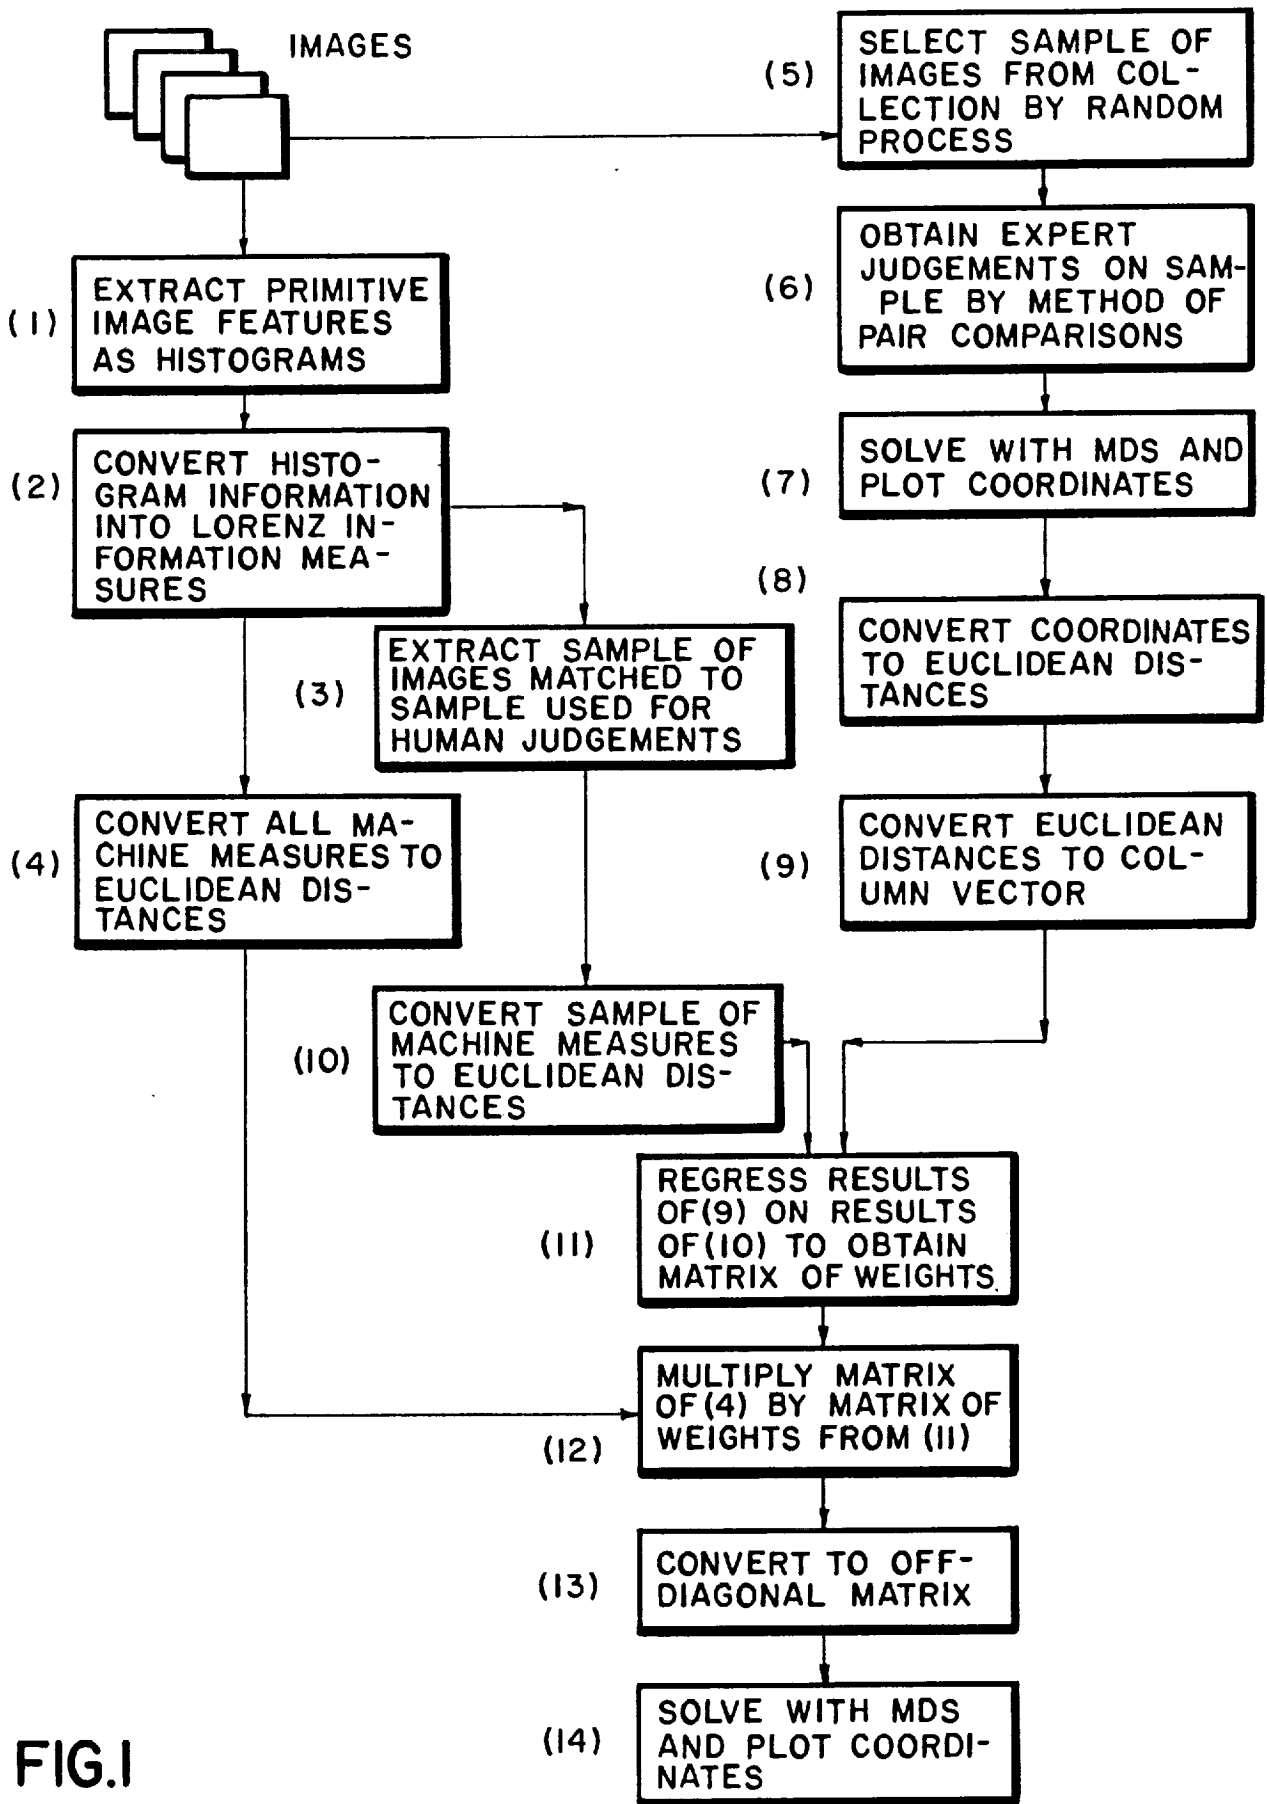 IMAGES
(1)
EXTRACT PRIMITIVE
IMAGE FEATURES
AS HISTOGRAMS
(2)
CONVERT HISTO-
GRAM INFORMATION
INTO LORENZ IN-
FORMATION MEA-
SURES
(3)
EXTRACT SAMPLE OF
IMAGES MATCHED TO
SAMPLE USED FOR
HUMAN JUDGEMENTS
(4)
CONVERT ALL MA-
CHINE MEASURES TO
EUCLIDEAN DIS-
TANCES
(5)
SELECT SAMPLE OF
IMAGES FROM COL-
LECTION BY RANDOM
PROCESS
(6)
OBTAIN EXPERT
JUDGEMENTS ON SAM-
PLE BY METHOD OF
PAIR COMPARISONS
(7)
SOLVE WITH MDS AND
PLOT COORDINATES
(8)
CONVERT COORDINATES
TO EUCLIDEAN DIS-
TANCES
(9)
CONVERT EUCLIDEAN
DISTANCES TO COL-
UMN VECTOR
(10)
CONVERT SAMPLE OF
MACHINE MEASURES
TO EUCLIDEAN DIS-
TANCES
(11)
REGRESS RESULTS
OF(9) ON RESULTS
OF(10) TO OBTAIN
MATRIX OF WEIGHTS.
(12)
MULTIPLY MATRIX
OF(4) BY MATRIX OF
WEIGHTS FROM (11)
(13)
CONVERT TO OFF-
DIAGONAL MATRIX
(14)
SOLVE WITH MDS
AND PLOT COORDI-
NATES
FIG.1